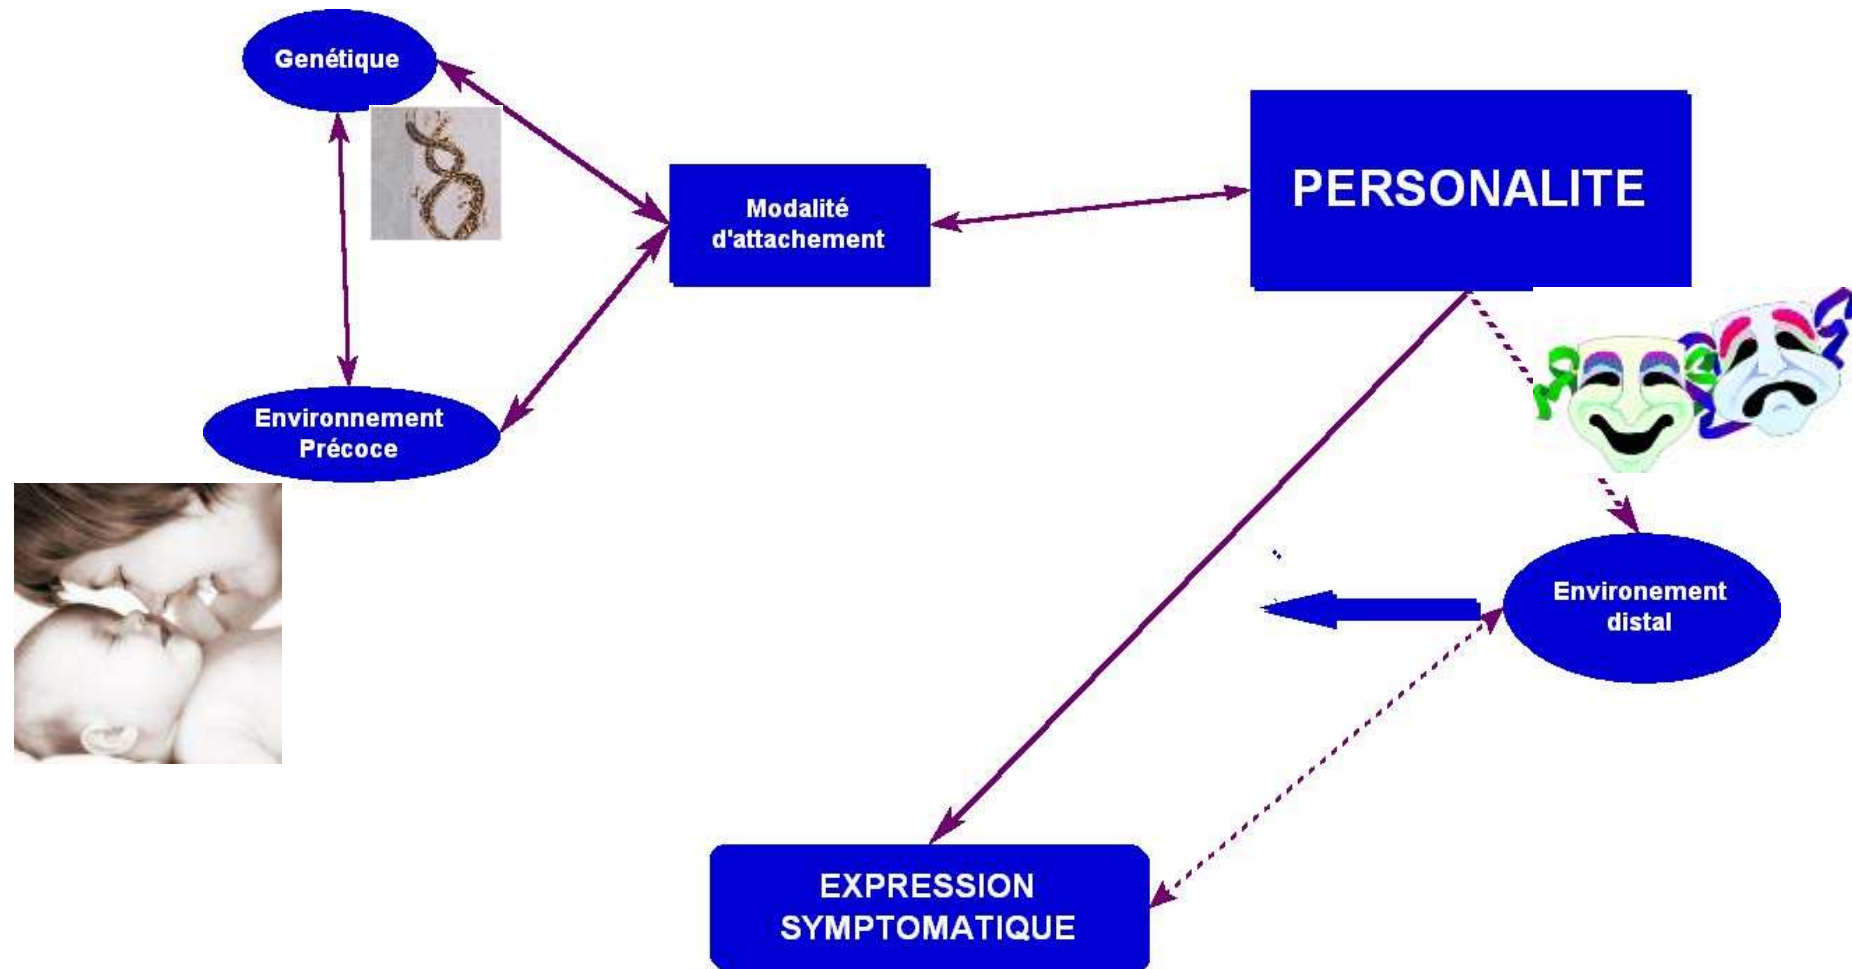 Genétique
Modalité
d'attachement
PERSONALITE
Environnement
Précoce
Environement
distal
EXPRESSION
SYMPTOMATIQUE